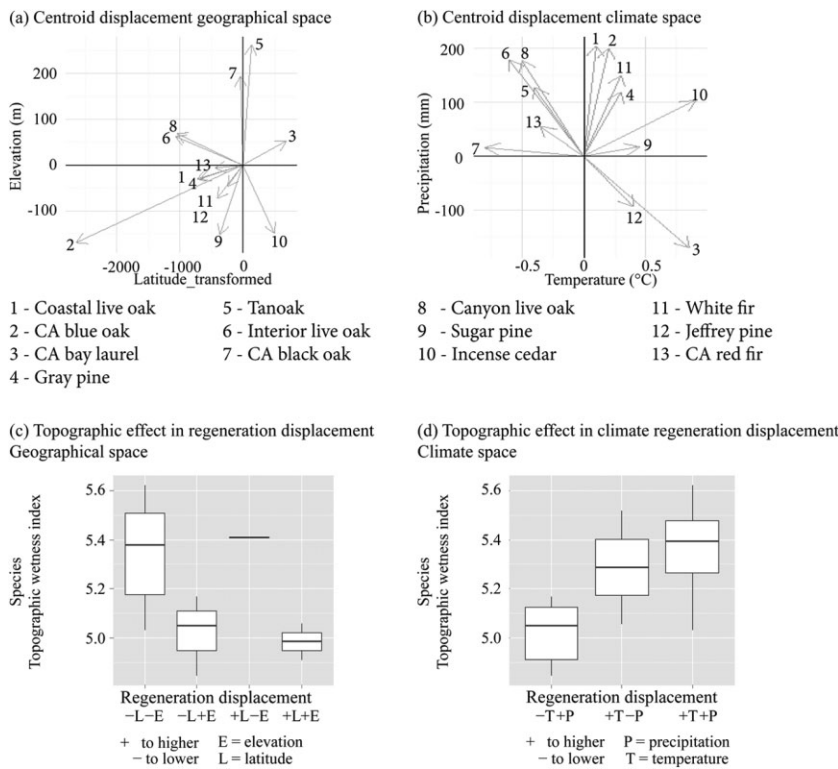 (a) Centroid displacement geographical space
5
7
200
Elevation (m)
100
8
6
3
0
13
1
4
11
-100
12
2
9
10
-2000
-1000
0
Latitude_transformed
(b) Centroid displacement climate space
200
6 8
1 2
11
Precipitation (mm)
100
5
4
10
13
7
9
0
-100
12
3
-0.5
0
0.5
Temperature (°C)
1 - Coastal live oak
2 - CA blue oak
3 - CA bay laurel
4 - Gray pine
5 - Tanoak
6 - Interior live oak
7 - CA black oak
8 - Canyon live oak
9 - Sugar pine
10 - Incense cedar
11 - White fir
12 - Jeffrey pine
13 - CA red fir
(c) Topographic effect in regeneration displacement
Geographical space
Species
Topographic wetness index
5.6
5.4
5.2
5.0
Regeneration displacement
−L−E −L+E +L−E +L+E
+ to higher E = elevation
− to lower L = latitude
(d) Topographic effect in climate regeneration displacement
Climate space
Species
Topographic wetness index
5.6
5.4
5.2
5.0
Regeneration displacement
−T+P +T−P +T+P
+ to higher P = precipitation
− to lower T = temperature